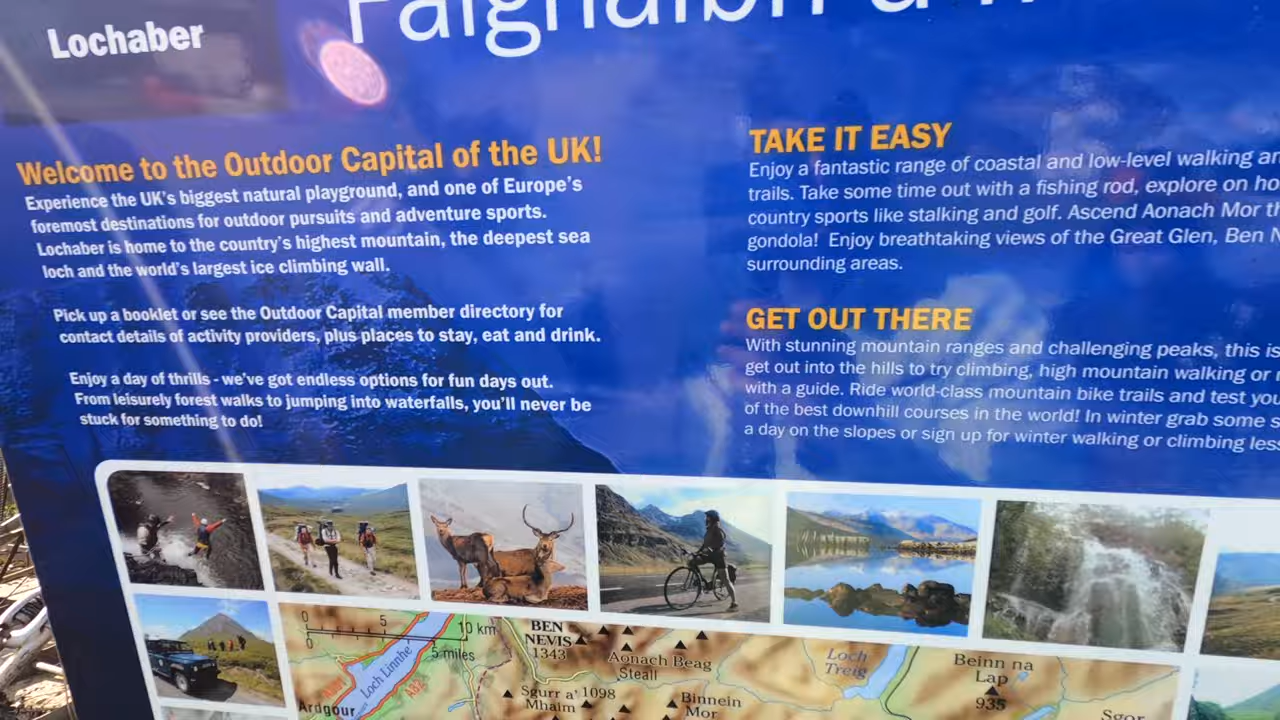 Lochaber
Welcome to the Outdoor Capital of the UK!
Experience the UK's biggest natural playground, and one of Europe's
foremost destinations for outdoor pursuits and adventure sports.
Lochaber is home to the country's highest mountain, the deepest sea
loch and the world's largest ice climbing wall.
Pick up a booklet or see the Outdoor Capital member directory for
contact details of activity providers, plus places to stay, eat and drink.
Enjoy a day of thrills - we've got endless options for fun days out.
From leisurely forest walks to jumping into waterfalls, you'll never be
stuck for something to do!
TAKE IT EASY
Enjoy a fantastic range of coastal and low-level walking
trails. Take some time out with a fishing rod, explore on
country sports like stalking and golf. Ascend Aonach Mor
gondola! Enjoy breathtaking views of the Great Glen, Ben
surrounding areas.
GET OUT THERE
With stunning mountain ranges and challenging peaks, this is
get out into the hills to try climbing, high mountain walking or
with a guide. Ride world-class mountain bike trails and test
of the best downhill courses in the world! In winter grab some
a day on the slopes or sign up for winter walking or climbing
0 5 10 km
0 5 miles
BEN
NEVIS
1343
Aonach Beag
Steall
Loch
Treig
Beinn na
Lap
935
Loch Linnhe
A861
A82
Ardgour
Sgurr a' 1098
Mhaim
Binnein
Mor
Sgor